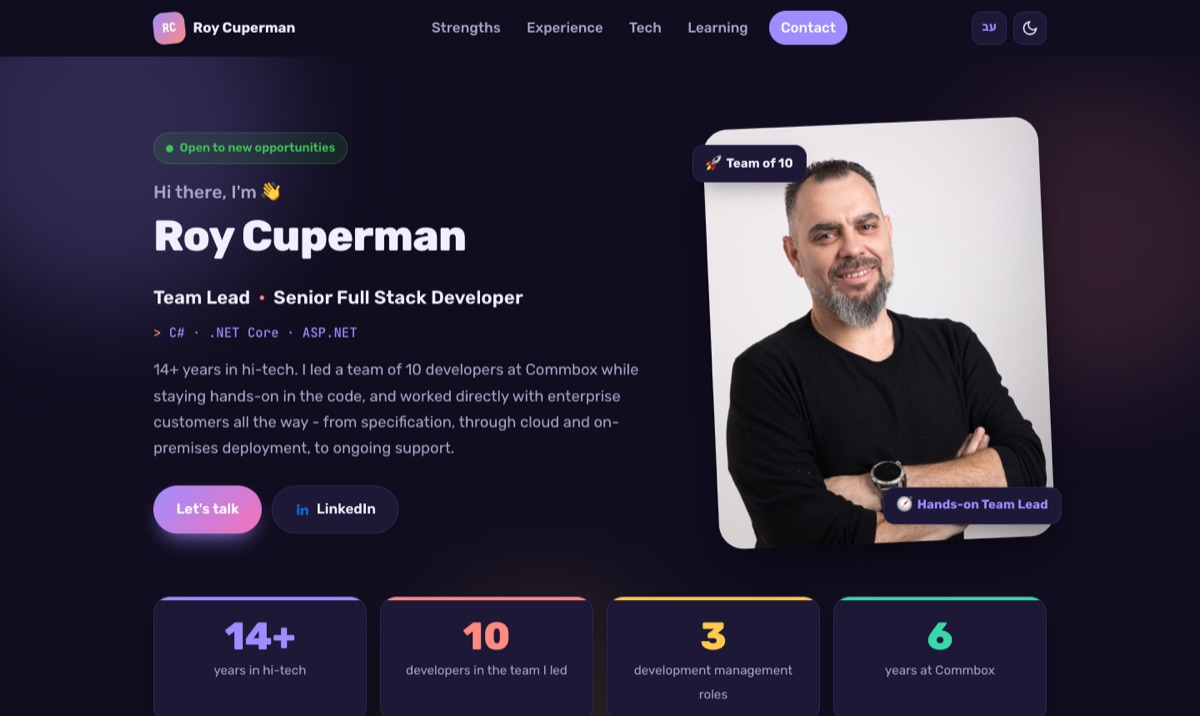 RC Roy Cuperman
Strengths Experience Tech Learning Contact
עב
Open to new opportunities
Hi there, I'm 👋
Roy Cuperman
Team Lead • Senior Full Stack Developer
> C# · .NET Core · ASP.NET
14+ years in hi-tech. I led a team of 10 developers at Commbox while
staying hands-on in the code, and worked directly with enterprise
customers all the way - from specification, through cloud and on-
premises deployment, to ongoing support.
Let's talk
in LinkedIn
🚀 Team of 10
🧭 Hands-on Team Lead
14+
years in hi-tech
10
developers in the team I led
3
development management
roles
6
years at Commbox